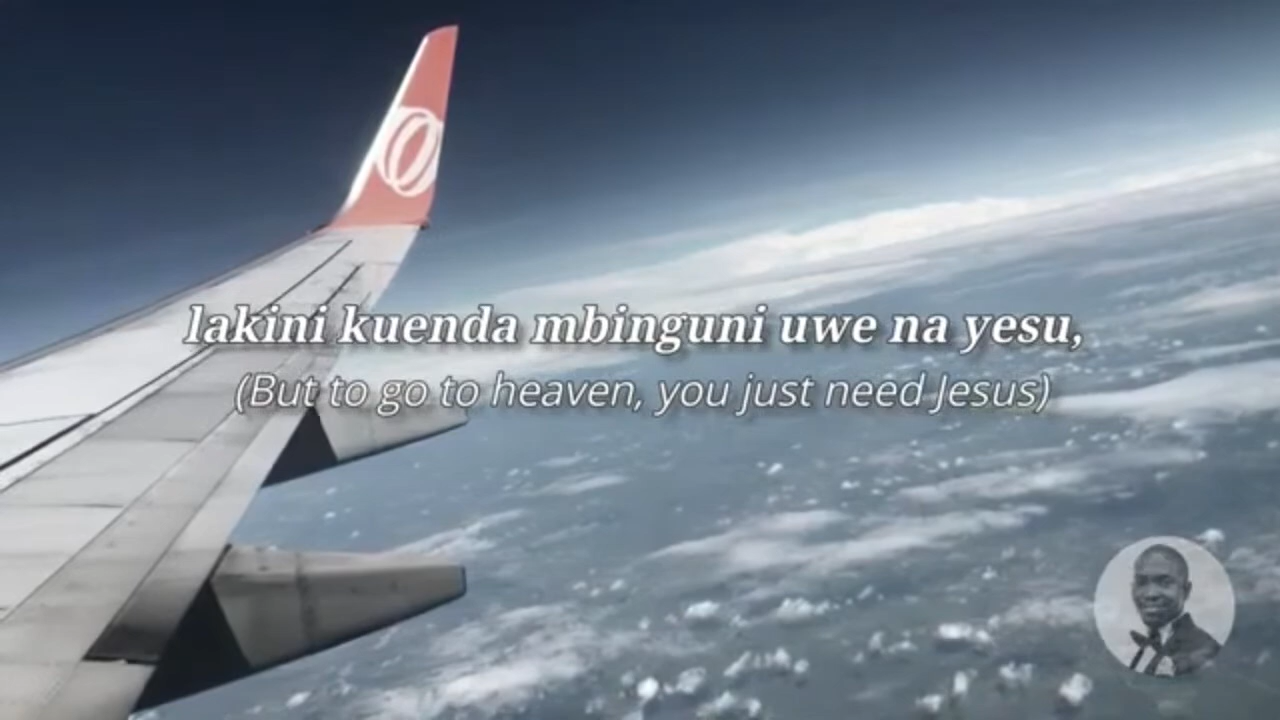 lakini kuenda mbinguni uwe na yesu,
(But to go to heaven, you just need Jesus)